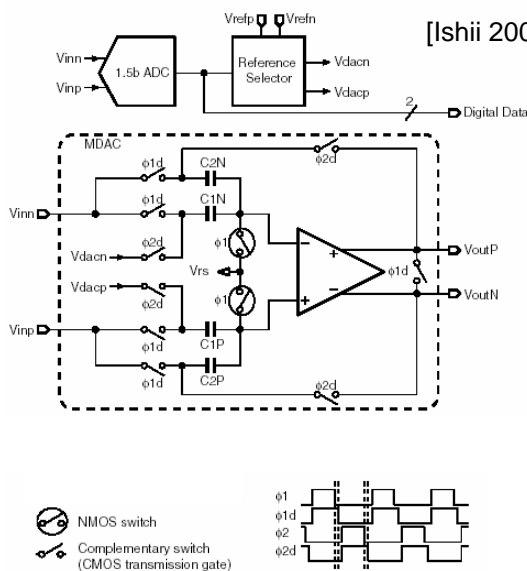 Vrefp
Vrefn
[Ishii 200
Vinn
Vinp
1.5b ADC
Reference
Selector
Vdacn
Vdacp
2
Digital Data
MDAC
ϕ1d
C2N
ϕ2d
Vinn
ϕ1d
C1N
ϕ1
Vdacn
ϕ2d
Vrs
Vdacp
ϕ2d
ϕ1
ϕ1d
VoutP
VoutN
Vinp
ϕ1d
C1P
ϕ1d
C2P
ϕ2d
NMOS switch
Complementary switch
(CMOS transmission gate)
ϕ1
ϕ1d
ϕ2
ϕ2d